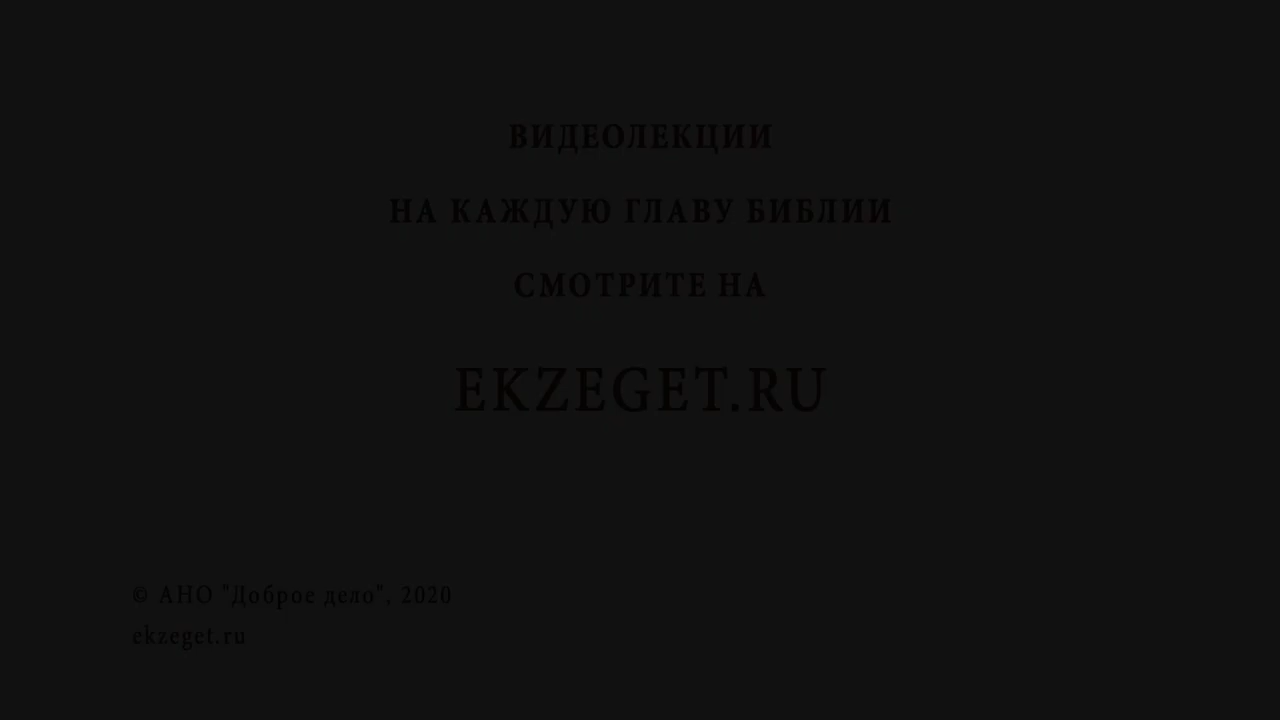 ВИДЕОЛЕКЦИИ
НА КАЖДУЮ ГЛАВУ БИБЛИИ
СМОТРИТЕ НА
EKZEGET.RU
© АНО "Доброе дело", 2020
ekzeget.ru